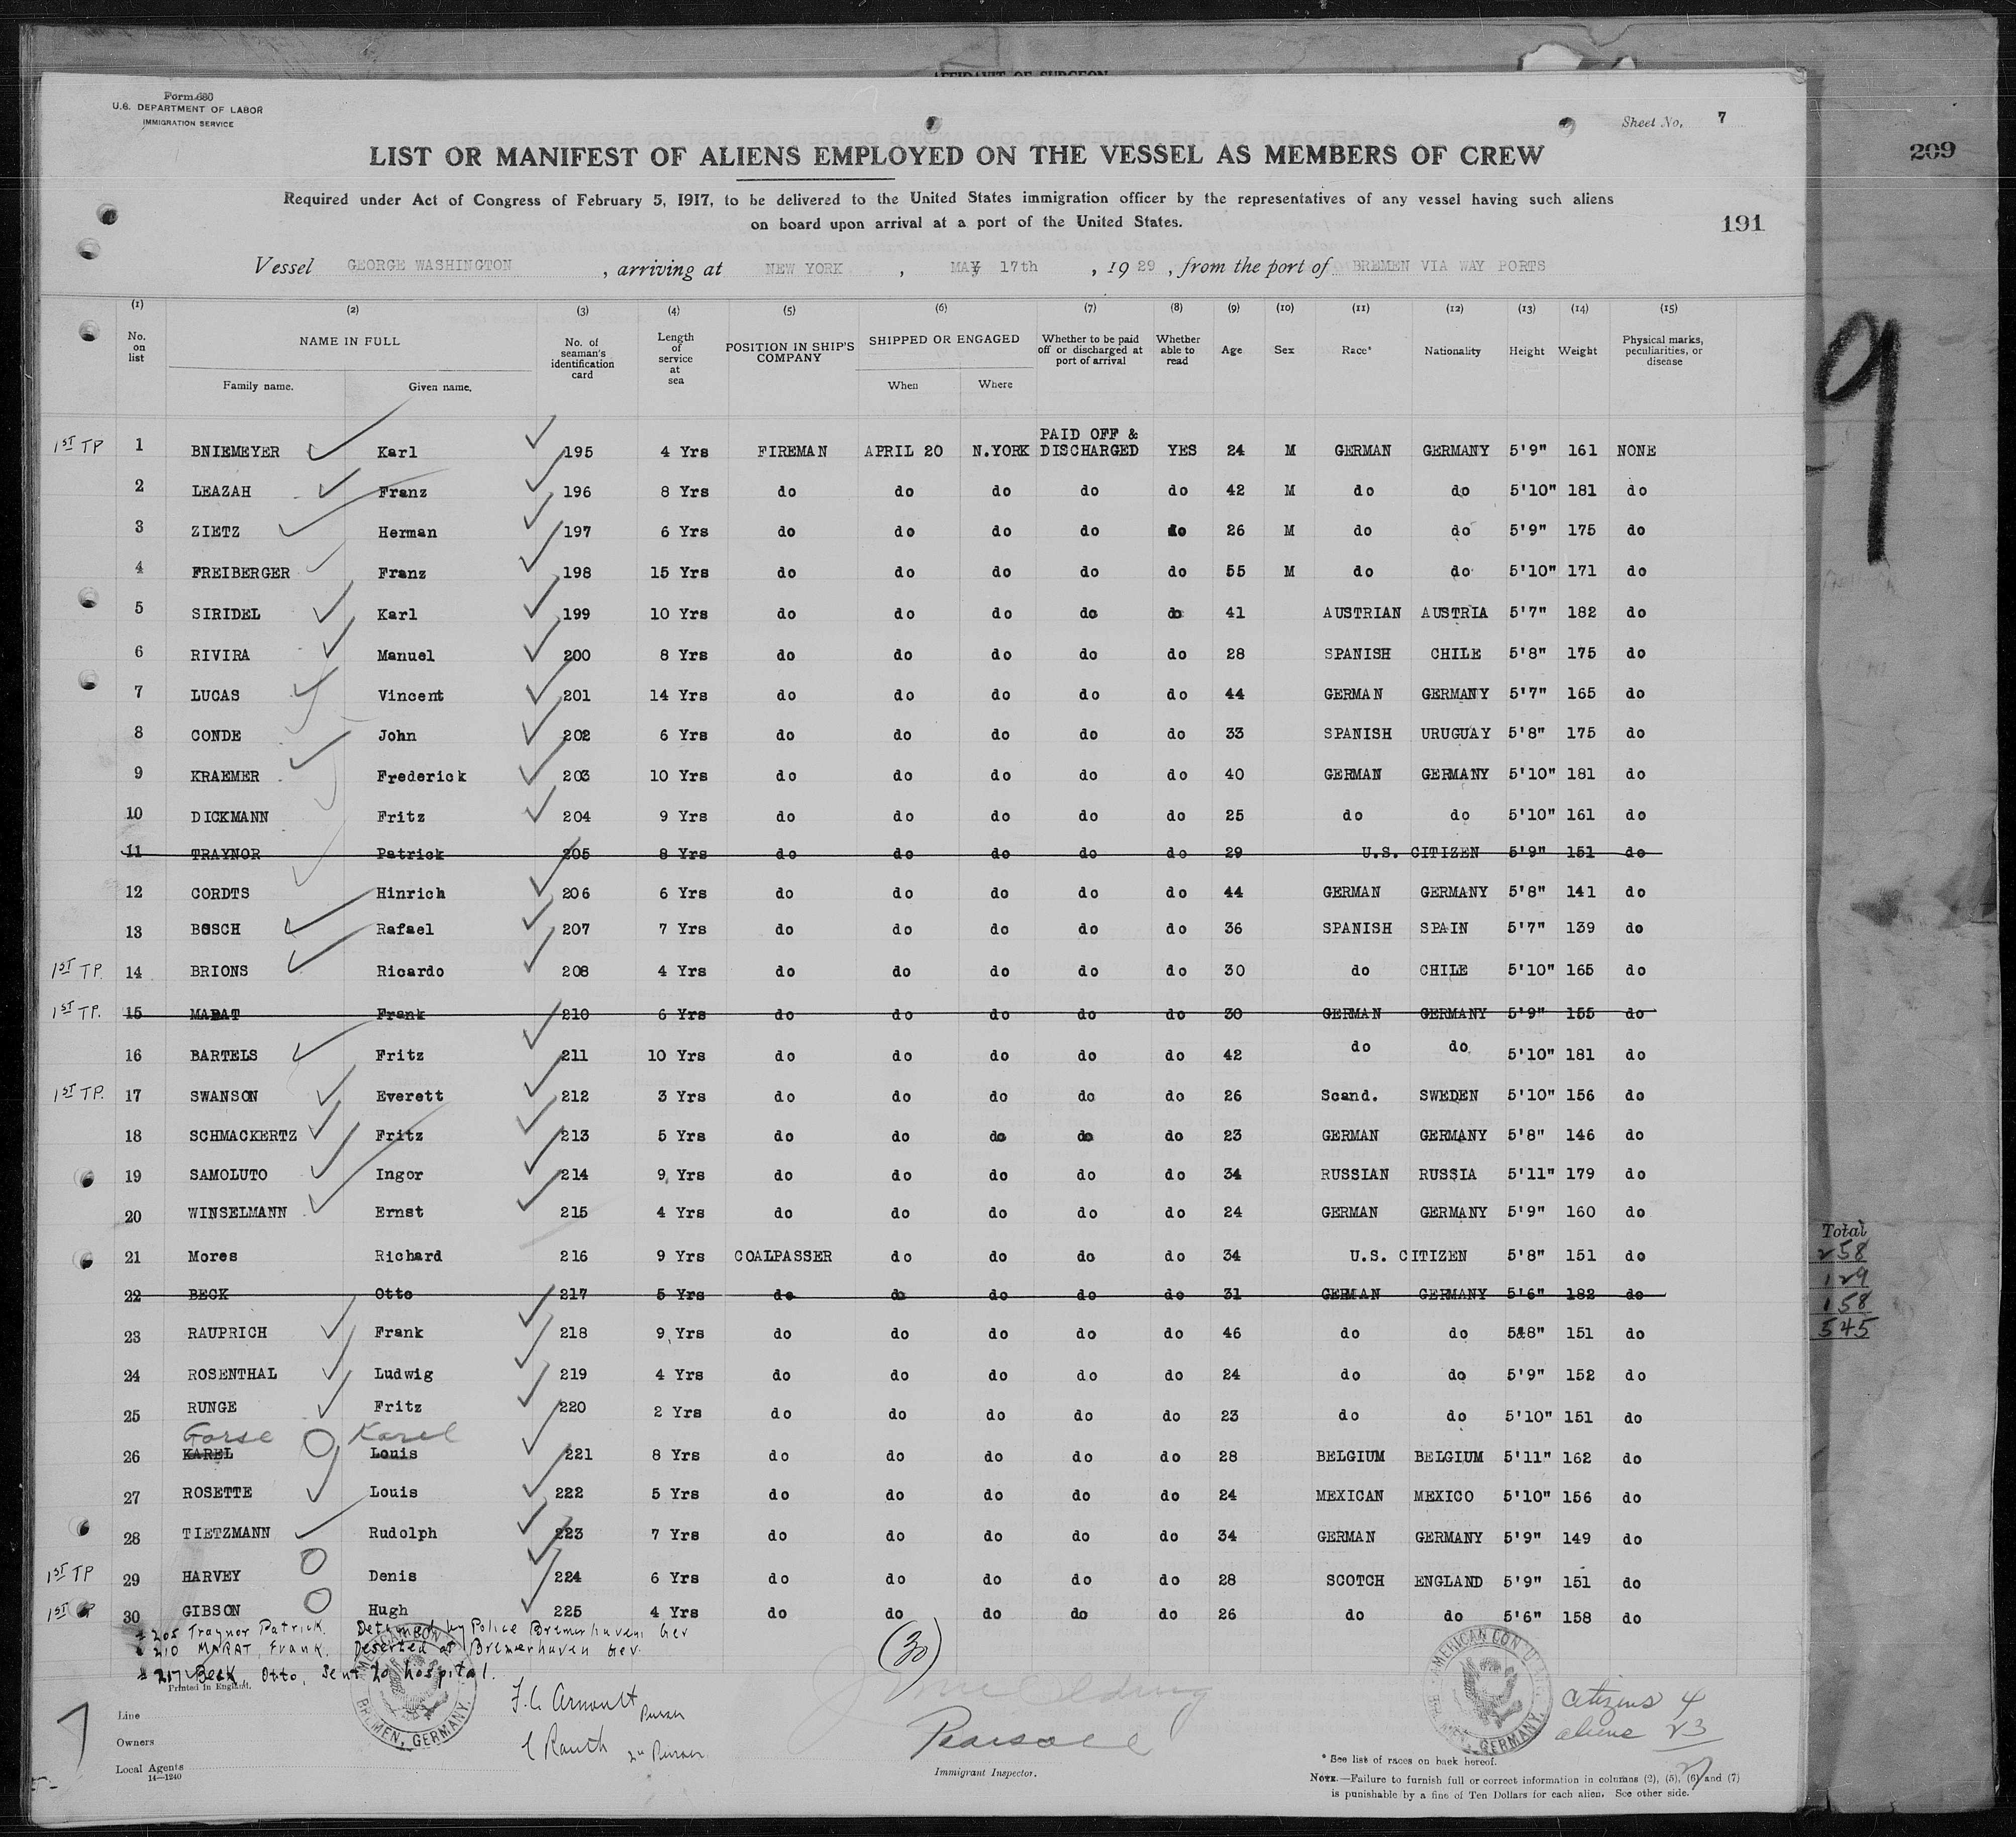 AFFIDAVIT OF SURGEON
Form 680
U.S. DEPARTMENT OF LABOR
IMMIGRATION SERVICE
Sheet No. 7
209
LIST OR MANIFEST OF ALIENS EMPLOYED ON THE VESSEL AS MEMBERS OF CREW
Required under Act of Congress of February 5, 1917, to be delivered to the United States immigration officer by the representatives of any vessel having such aliens
on board upon arrival at a port of the United States.
191
Vessel GEORGE WASHINGTON , arriving at NEW YORK , MAY 17th , 1929 , from the port of BREMEN VIA WAY PORTS
(1) (2) (3) (4) (5) (6) (7) (8) (9) (10) (11) (12) (13) (14) (15)
No. on list NAME IN FULL Family name. Given name. No. of seaman's identification card Length of service at sea POSITION IN SHIP'S COMPANY SHIPPED OR ENGAGED When Where Whether to be paid off or discharged at port of arrival Whether able to read Age Sex Race* Nationality Height Weight Physical marks, peculiarities, or disease
1ST TP 1 BNIEMEYER Karl 195 4 Yrs FIREMAN APRIL 20 N.YORK PAID OFF & DISCHARGED YES 24 M GERMAN GERMANY 5'9" 161 NONE
2 LEAZAH Franz 196 8 Yrs do do do do do 42 M do do 5'10" 181 do
3 ZIETZ Herman 197 6 Yrs do do do do do 26 M do do 5'9" 175 do
4 FREIBERGER Franz 198 15 Yrs do do do do do 55 M do do 5'10" 171 do
5 SIRIDEL Karl 199 10 Yrs do do do do do 41 AUSTRIAN AUSTRIA 5'7" 182 do
6 RIVIRA Manuel 200 8 Yrs do do do do do 28 SPANISH CHILE 5'8" 175 do
7 LUCAS Vincent 201 14 Yrs do do do do do 44 GERMAN GERMANY 5'7" 165 do
8 CONDE John 202 6 Yrs do do do do do 33 SPANISH URUGUAY 5'8" 175 do
9 KRAEMER Frederick 203 10 Yrs do do do do do 40 GERMAN GERMANY 5'10" 181 do
10 DICKMANN Fritz 204 9 Yrs do do do do do 25 do do 5'10" 161 do
11 TRAYNOR Patrick 205 8 Yrs do do do do do 29 U.S. CITIZEN 5'9" 151 do
12 CORDTS Hinrich 206 6 Yrs do do do do do 44 GERMAN GERMANY 5'8" 141 do
13 BOSCH Rafael 207 7 Yrs do do do do do 36 SPANISH SPAIN 5'7" 139 do
1ST TP. 14 BRIONS Ricardo 208 4 Yrs do do do do do 30 do CHILE 5'10" 165 do
1ST TP. 15 MARAT Frank 210 6 Yrs do do do do do 30 GERMAN GERMANY 5'9" 155 do
16 BARTELS Fritz 211 10 Yrs do do do do do 42 do do 5'10" 181 do
1ST TP. 17 SWANSON Everett 212 3 Yrs do do do do do 26 Scand. SWEDEN 5'10" 156 do
18 SCHMACKERTZ Fritz 213 5 Yrs do do do do do 23 GERMAN GERMANY 5'8" 146 do
19 SAMOLUTO Ingor 214 9 Yrs do do do do do 34 RUSSIAN RUSSIA 5'11" 179 do
20 WINSELMANN Ernst 215 4 Yrs do do do do do 24 GERMAN GERMANY 5'9" 160 do
21 Mores Richard 216 9 Yrs COALPASSER do do do do 34 U.S. CITIZEN 5'8" 151 do
22 BECK Otto 217 5 Yrs do do do do do 31 GERMAN GERMANY 5'6" 182 do
23 RAUPRICH Frank 218 9 Yrs do do do do do 46 do do 5&8" 151 do
24 ROSENTHAL Ludwig 219 4 Yrs do do do do do 24 do do 5'9" 152 do
25 RUNGE Fritz 220 2 Yrs do do do do do 23 do do 5'10" 151 do
Gorse Karel
26 KAREL Louis 221 8 Yrs do do do do do 28 BELGIUM BELGIUM 5'11" 162 do
27 ROSETTE Louis 222 5 Yrs do do do do do 24 MEXICAN MEXICO 5'10" 156 do
28 TIETZMANN Rudolph 223 7 Yrs do do do do do 34 GERMAN GERMANY 5'9" 149 do
1ST TP 29 HARVEY Denis 224 6 Yrs do do do do do 28 SCOTCH ENGLAND 5'9" 151 do
1ST 30 GIBSON Hugh 225 4 Yrs do do do do do 26 do do 5'6" 158 do
# 205 Traynor Patrick. Detained by Police Bremerhaven Ger
# 210 MARAT, Frank. Deserted at Bremerhaven Ger.
# 217 Beck, Otto, Sent to hospital.
(30)
Printed in England.
AMERICAN CON
BREMEN, GERMANY.
AMERICAN CON
GERMANY.
F.C. Arnoult Purser
Rauth 2nd Purser
Pearsall
Immigrant Inspector.
citizens 4
aliens 23
27
7
Line
Owners
Local Agents
14—1240
* See list of races on back hereof.
NOTE.—Failure to furnish full or correct information in columns (2), (5), (6) and (7)
is punishable by a fine of Ten Dollars for each alien. See other side.
9
Total
258
129
158
545